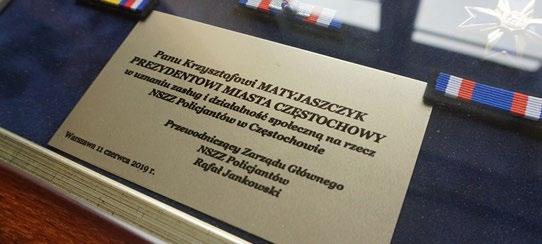 Panu Krzysztofowi MATYJASZCZYK
PREZYDENTOWI MIASTA CZĘSTOCHOWY
w uznaniu zasług i działalność społeczną na rzecz
NSZZ Policjantów w Częstochowie
Przewodniczący Zarządu Głównego
NSZZ Policjantów
Rafał Jankowski
Warszawa 11 czerwca 2019 r.